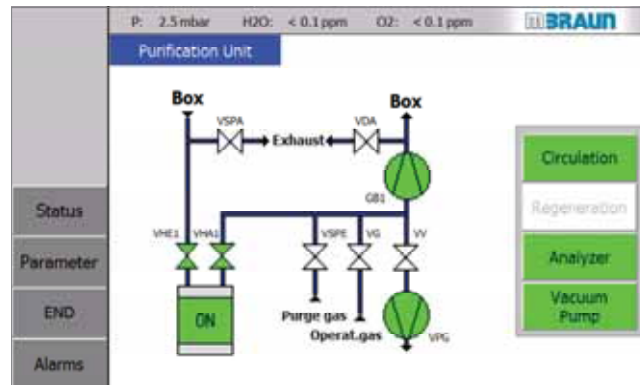 P: 2.5 mbar H2O: < 0.1 ppm O2: < 0.1 ppm MBRAUN
Purification Unit
Box Box
VSPA VDA
Exhaust
Circulation
GB1
Status
Regeneration
VHE1 VHA1 VSPE VG VV
Parameter
Analyzer
END
ON
Purge gas
Vacuum
Pump
Operat.gas
VPG
Alarms